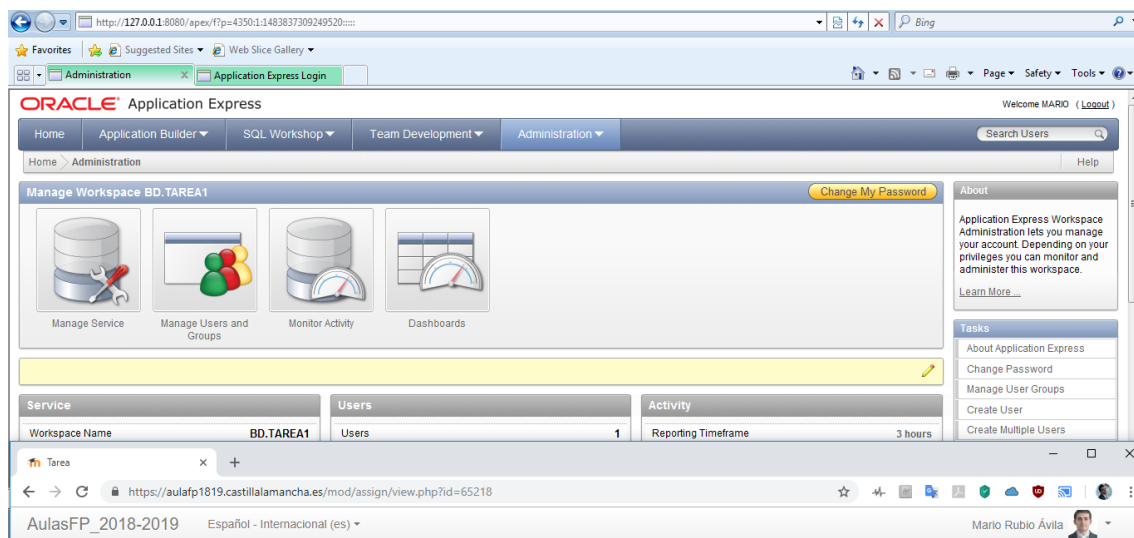 http://127.0.0.1:8080/apex/f?p=4350:1:1483837309249520:::::
Bing
Favorites Suggested Sites Web Slice Gallery
Administration X Application Express Login
Page Safety Tools
ORACLE Application Express
Welcome MARIO ( Logout )
Home Application Builder SQL Workshop Team Development Administration
Search Users
Home Administration
Help
Manage Workspace BD.TAREA1
Change My Password
Manage Service
Manage Users and
Groups
Monitor Activity
Dashboards
About
Application Express Workspace
Administration lets you manage
your account. Depending on your
privileges you can monitor and
administer this workspace.
Learn More ...
Tasks
About Application Express
Change Password
Manage User Groups
Create User
Create Multiple Users
Service
Workspace Name BD.TAREA1
Users
Users 1
Activity
Reporting Timeframe 3 hours
Tarea
https://aulafp1819.castillalamancha.es/mod/assign/view.php?id=65218
AulasFP_2018-2019 Español - Internacional (es)
Mario Rubio Ávila